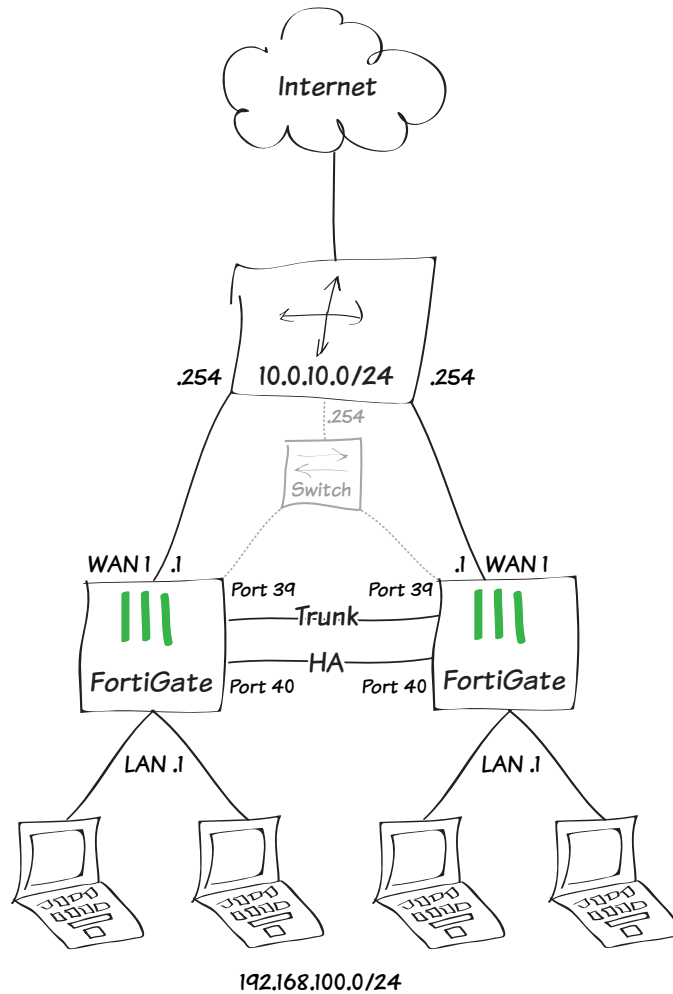 Internet
.254
10.0.10.0/24
.254
.254
Switch
WAN 1 .1
.1 WAN 1
Port 39
Port 39
Trunk
HA
FortiGate
FortiGate
Port 40
Port 40
LAN .1
LAN .1
192.168.100.0/24